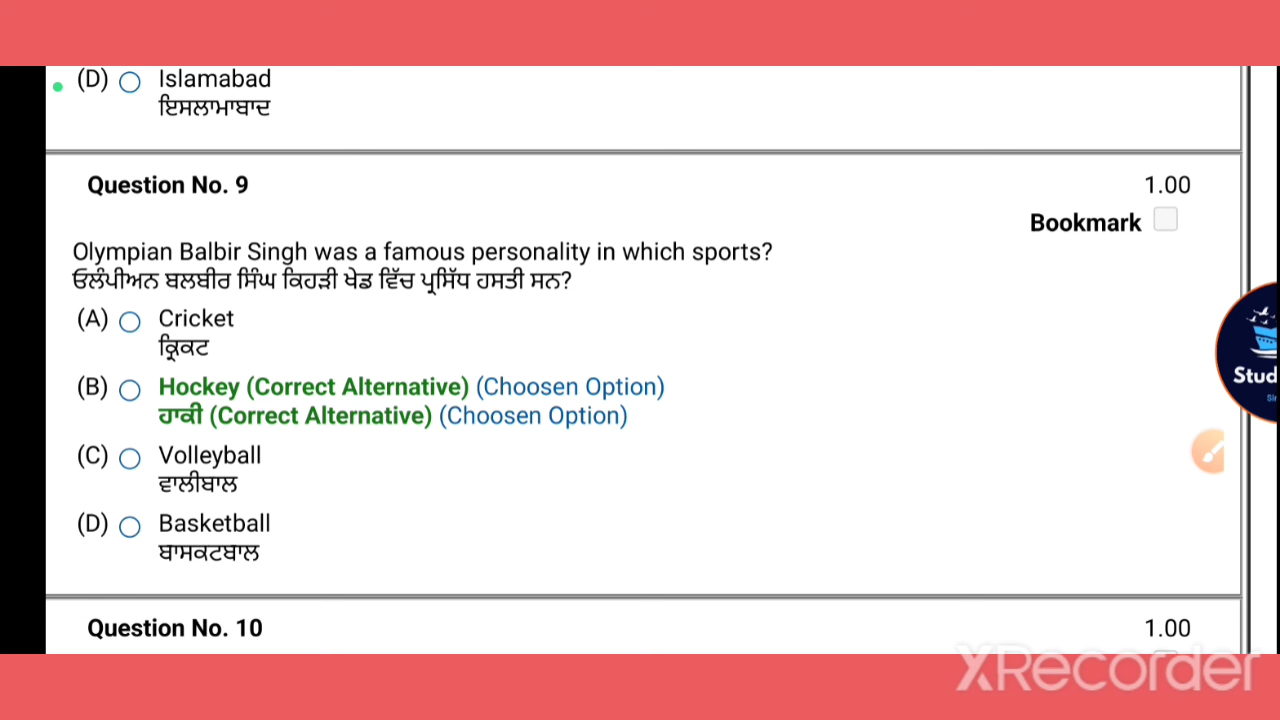 (D) Islamabad
ਇਸਲਾਮਾਬਾਦ
Question No. 9 1.00
Bookmark
Olympian Balbir Singh was a famous personality in which sports?
ਓਲੰਪੀਅਨ ਬਲਬੀਰ ਸਿੰਘ ਕਿਹੜੀ ਖੇਡ ਵਿੱਚ ਪ੍ਰਸਿੱਧ ਹਸਤੀ ਸਨ?
(A) Cricket
ਕ੍ਰਿਕਟ
(B) Hockey (Correct Alternative) (Choosen Option)
ਹਾਕੀ (Correct Alternative) (Choosen Option)
(C) Volleyball
ਵਾਲੀਬਾਲ
(D) Basketball
ਬਾਸਕਟਬਾਲ
Stud
Question No. 10 1.00
XRecorder